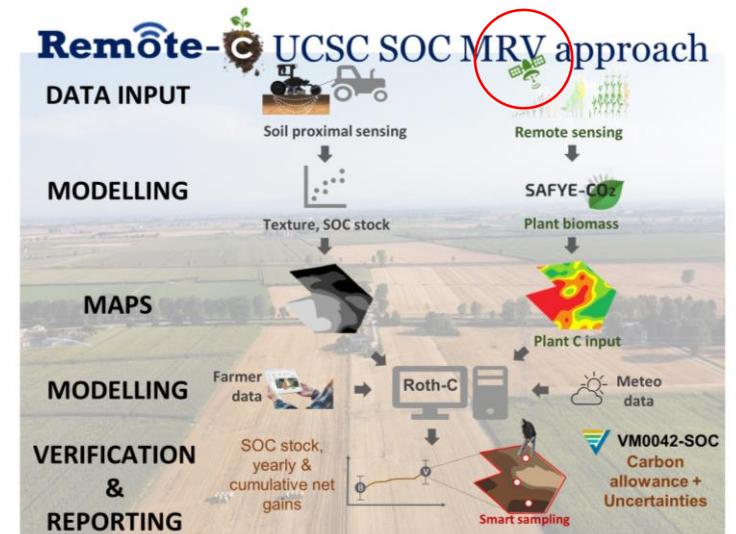 Remôte-C UCSC SOC MRV approach
DATA INPUT
Soil proximal sensing
Remote sensing
MODELLING
SAFYE-CO2
Texture, SOC stock
Plant biomass
MAPS
Plant C input
MODELLING
Farmer
data
Roth-C
Meteo
data
VERIFICATION
&
REPORTING
SOC stock,
yearly &
cumulative net
gains
B
V
Smart sampling
VM0042-SOC
Carbon
allowance +
Uncertainties